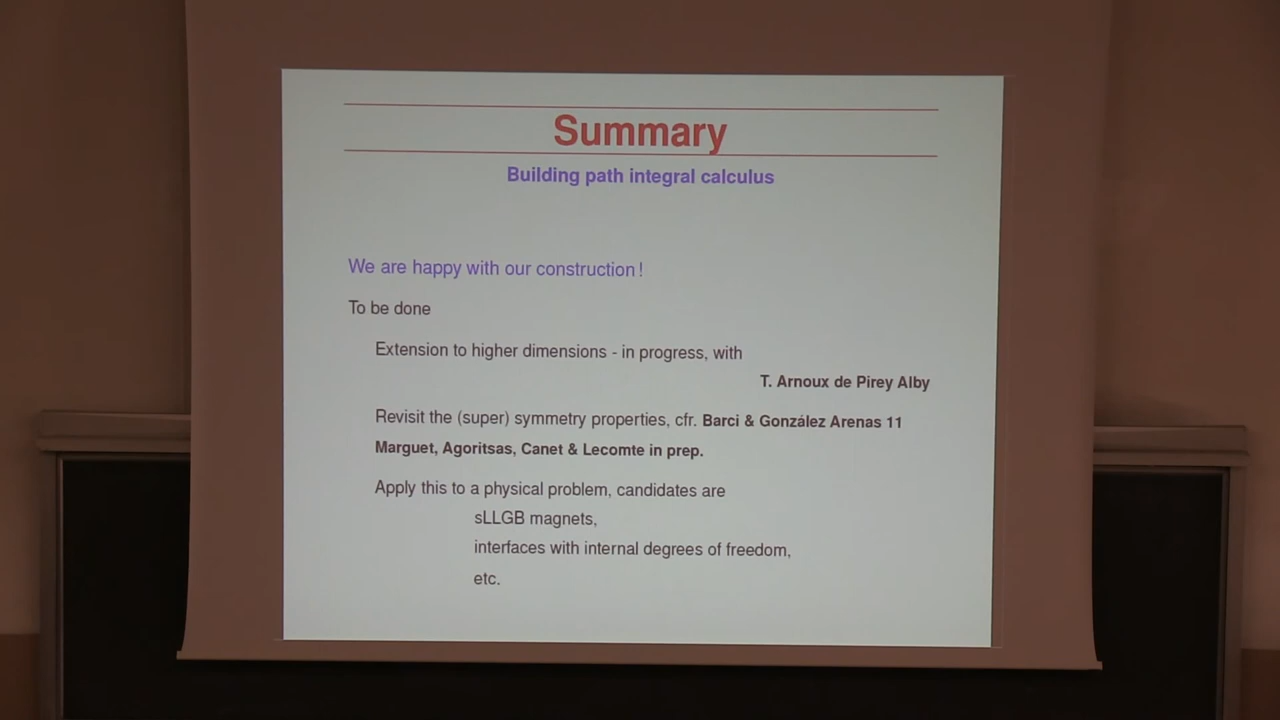 Summary
Building path integral calculus
We are happy with our construction !
To be done
Extension to higher dimensions - in progress, with
T. Arnoux de Pirey Alby
Revisit the (super) symmetry properties, cfr. Barci & González Arenas 11
Marguet, Agoritsas, Canet & Lecomte in prep.
Apply this to a physical problem, candidates are
sLLGB magnets,
interfaces with internal degrees of freedom,
etc.